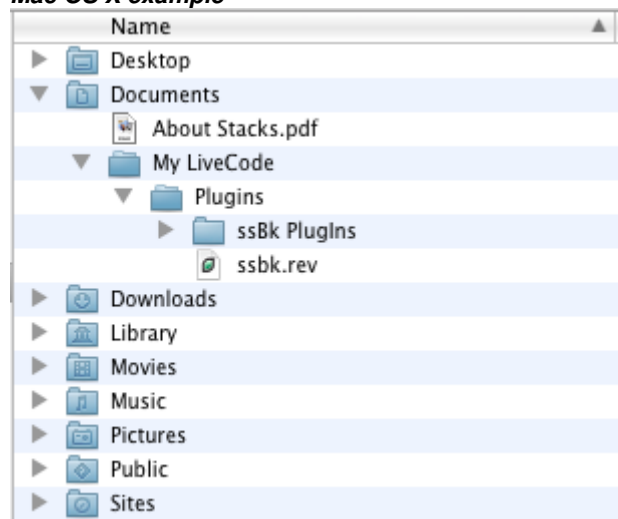 Mac OS X example
Name
Desktop
Documents
About Stacks.pdf
My LiveCode
Plugins
ssBk PlugIns
ssbk.rev
Downloads
Library
Movies
Music
Pictures
Public
Sites